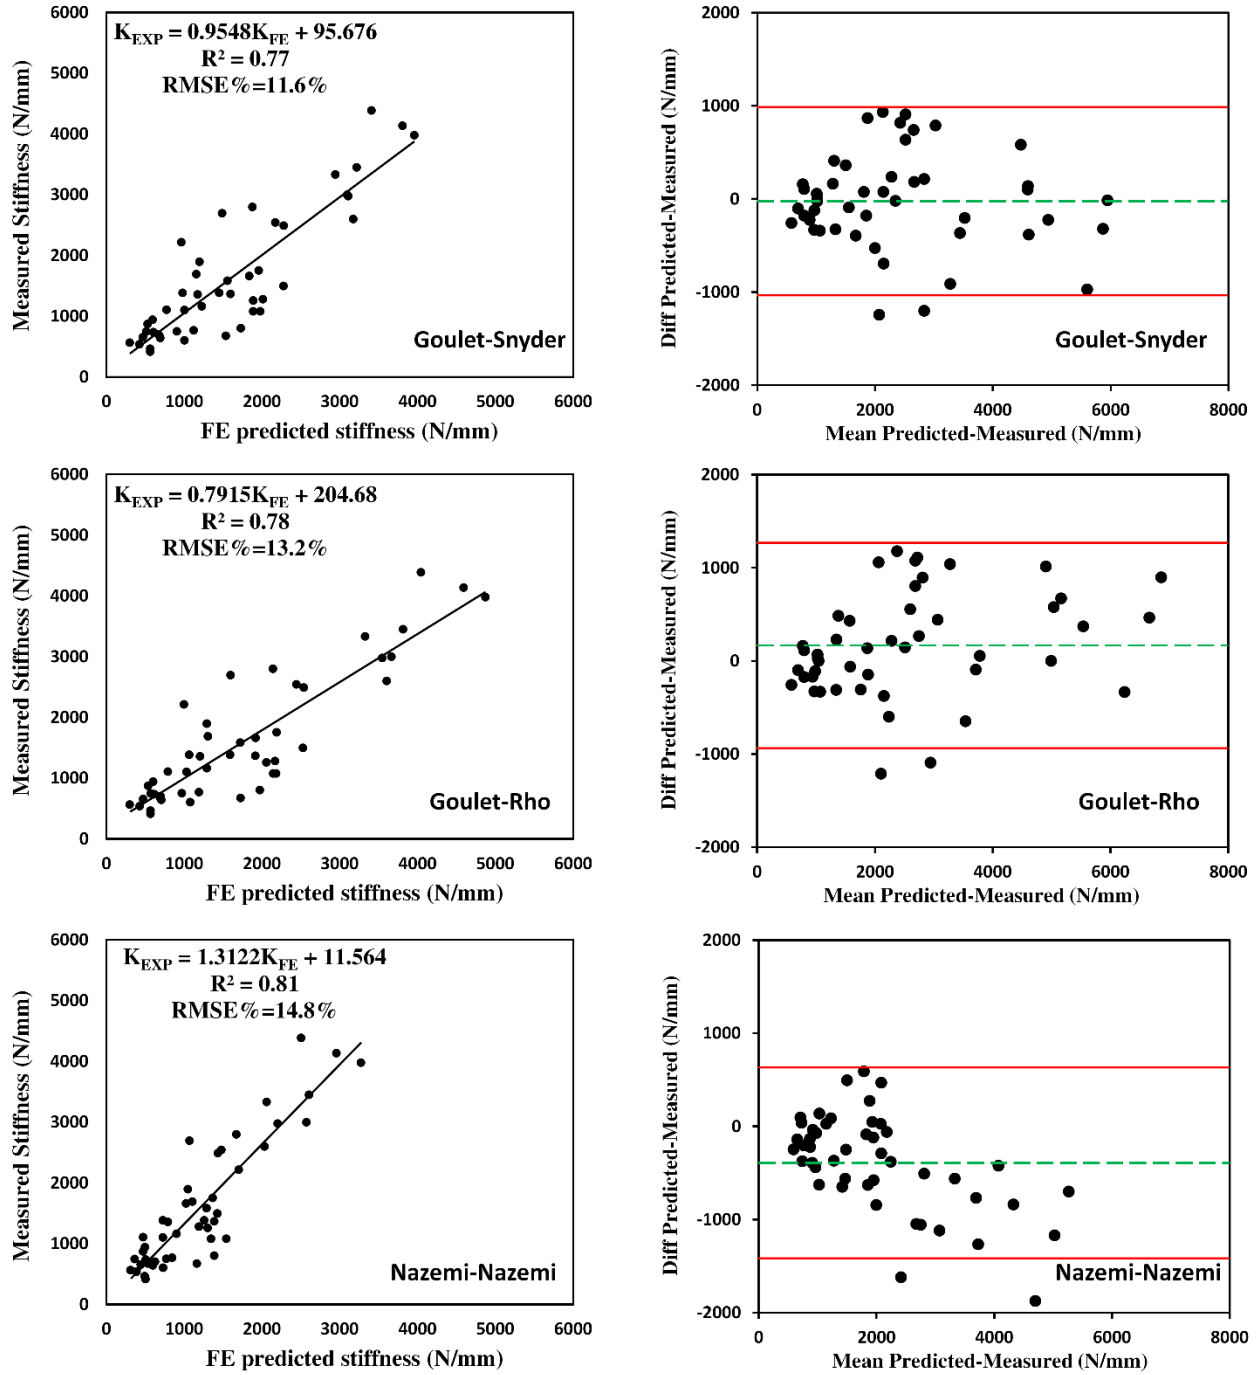 K_EXP = 0.9548K_FE + 95.676
R² = 0.77
RMSE%=11.6%
Goulet-Snyder
Measured Stiffness (N/mm)
6000
5000
4000
3000
2000
1000
0
0 1000 2000 3000 4000 5000 6000
FE predicted stiffness (N/mm)
Diff Predicted-Measured (N/mm)
2000
1000
0
-1000
-2000
Goulet-Snyder
0 2000 4000 6000 8000
Mean Predicted-Measured (N/mm)
K_EXP = 0.7915K_FE + 204.68
R² = 0.78
RMSE%=13.2%
Goulet-Rho
Measured Stiffness (N/mm)
6000
5000
4000
3000
2000
1000
0
0 1000 2000 3000 4000 5000 6000
FE predicted stiffness (N/mm)
Diff Predicted-Measured (N/mm)
2000
1000
0
-1000
-2000
Goulet-Rho
0 2000 4000 6000 8000
Mean Predicted-Measured (N/mm)
K_EXP = 1.3122K_FE + 11.564
R² = 0.81
RMSE%=14.8%
Nazemi-Nazemi
Measured Stiffness (N/mm)
6000
5000
4000
3000
2000
1000
0
0 1000 2000 3000 4000 5000 6000
FE predicted stiffness (N/mm)
Diff Predicted-Measured (N/mm)
2000
1000
0
-1000
-2000
Nazemi-Nazemi
0 2000 4000 6000 8000
Mean Predicted-Measured (N/mm)